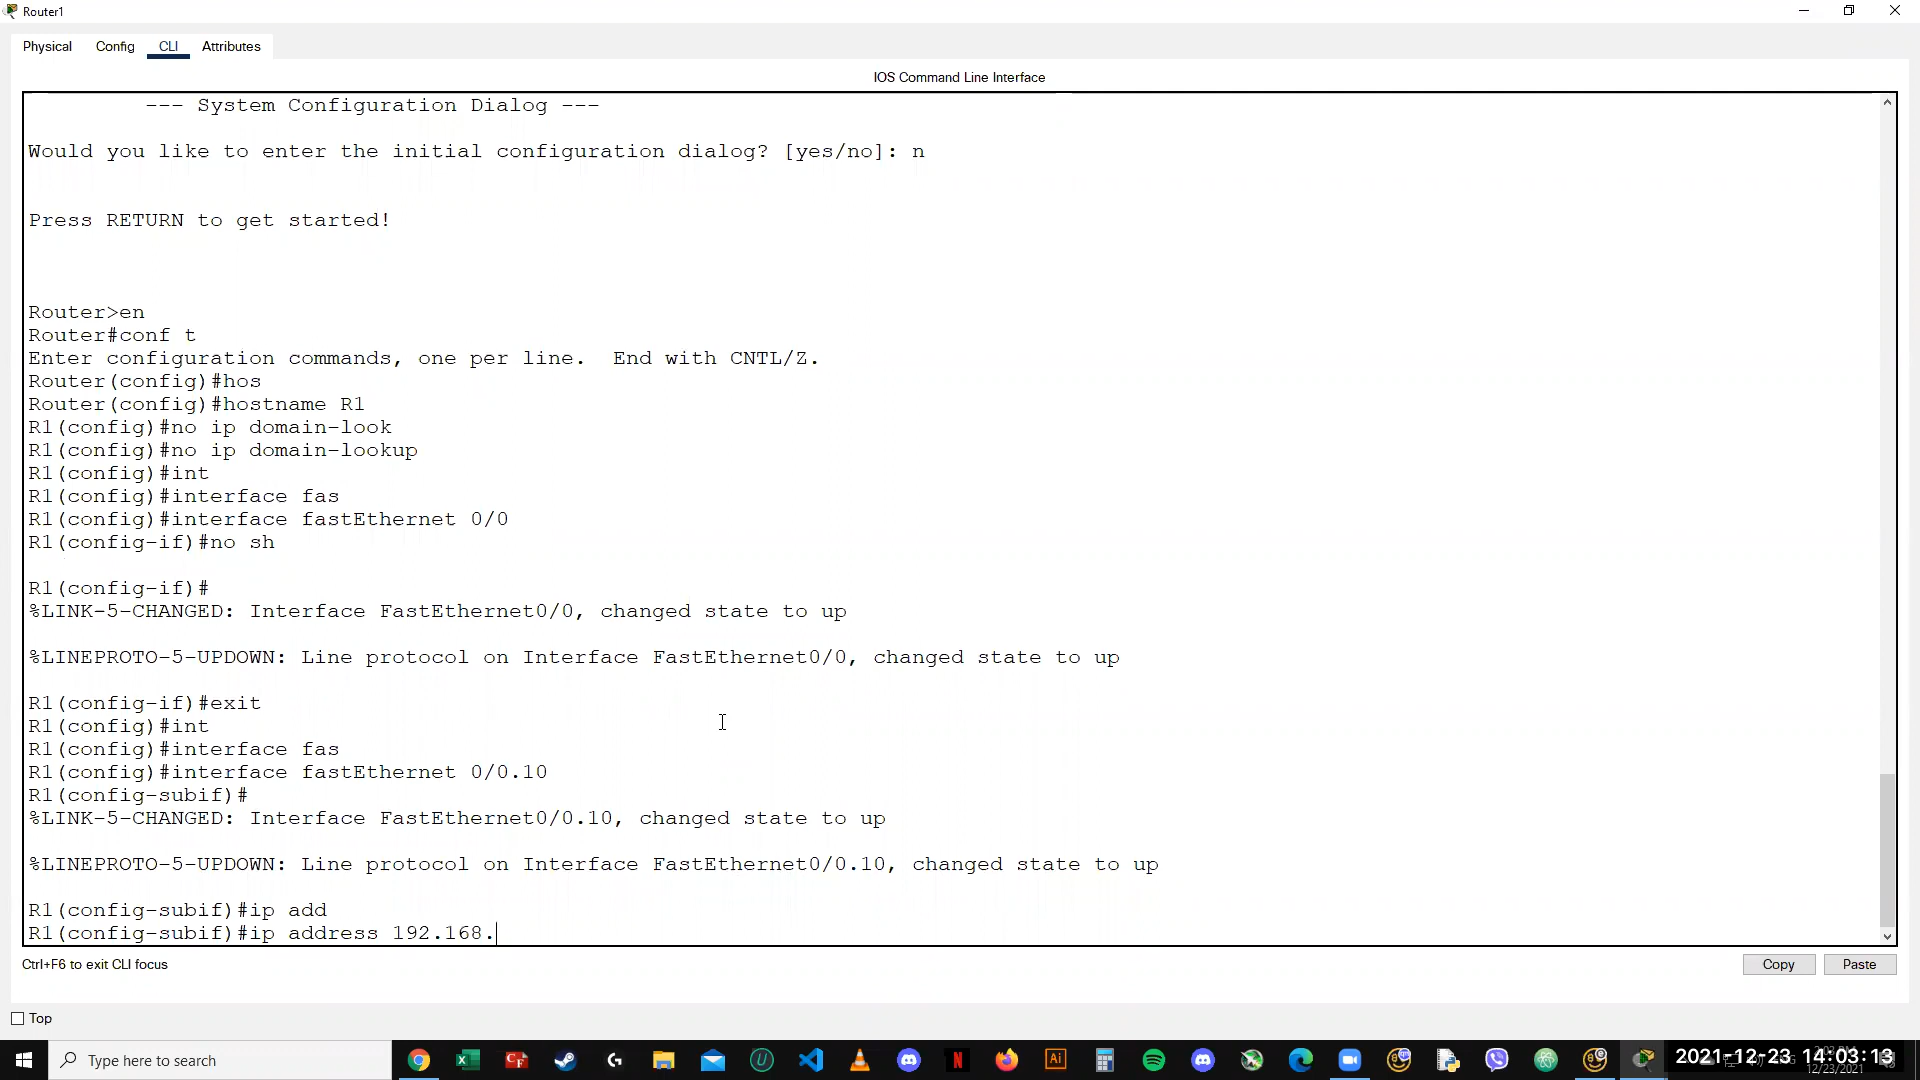 Router1
Physical Config CLI Attributes
IOS Command Line Interface
--- System Configuration Dialog ---
Would you like to enter the initial configuration dialog? [yes/no]: n
Press RETURN to get started!
Router>en
Router#conf t
Enter configuration commands, one per line.  End with CNTL/Z.
Router(config)#hos
Router(config)#hostname R1
R1(config)#no ip domain-look
R1(config)#no ip domain-lookup
R1(config)#int
R1(config)#interface fas
R1(config)#interface fastEthernet 0/0
R1(config-if)#no sh
R1(config-if)#
%LINK-5-CHANGED: Interface FastEthernet0/0, changed state to up
%LINEPROTO-5-UPDOWN: Line protocol on Interface FastEthernet0/0, changed state to up
R1(config-if)#exit
R1(config)#int
R1(config)#interface fas
R1(config)#interface fastEthernet 0/0.10
R1(config-subif)#
%LINK-5-CHANGED: Interface FastEthernet0/0.10, changed state to up
%LINEPROTO-5-UPDOWN: Line protocol on Interface FastEthernet0/0.10, changed state to up
R1(config-subif)#ip add
R1(config-subif)#ip address 192.168.
Ctrl+F6 to exit CLI focus
Copy Paste
Top
Type here to search
2021-12-23 14:03:13
12/23/2021